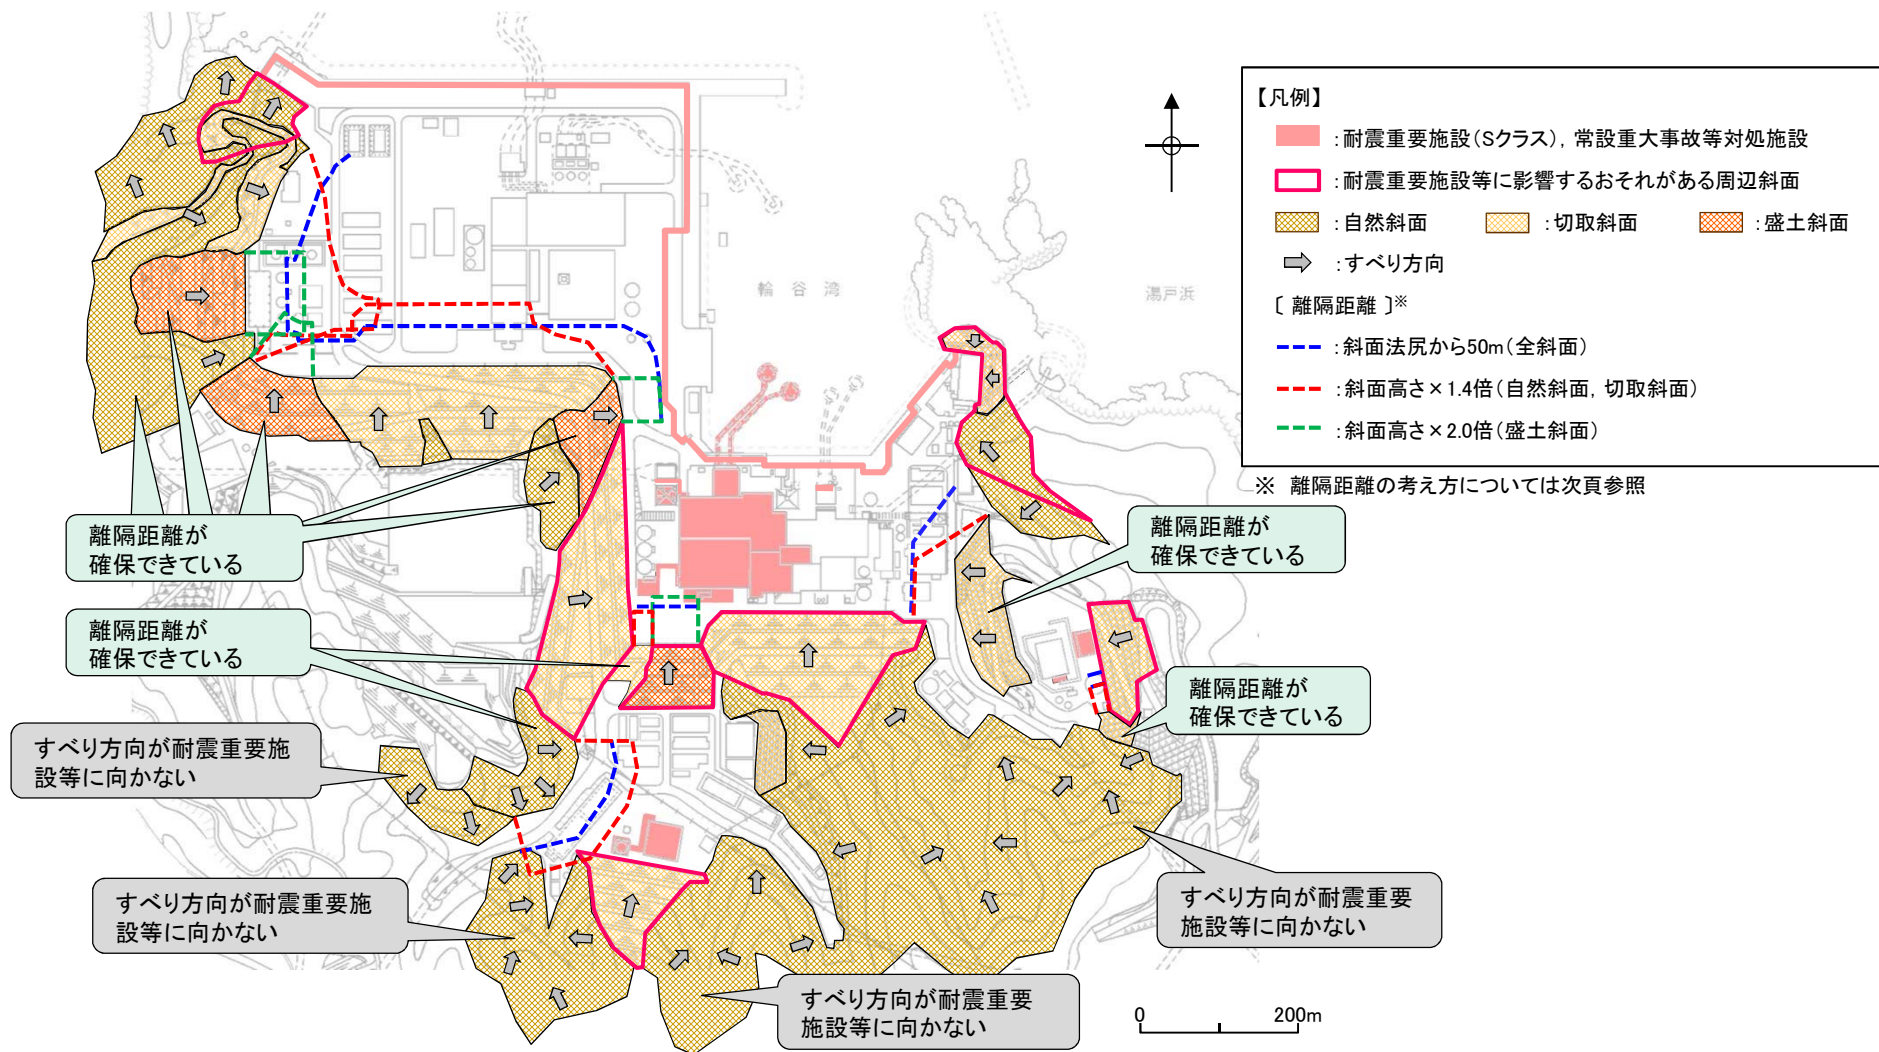 【凡例】
:耐震重要施設(Sクラス), 常設重大事故等対処施設
:耐震重要施設等に影響するおそれがある周辺斜面
:自然斜面 :切取斜面 :盛土斜面
:すべり方向
〔 離隔距離 〕※
:斜面法尻から50m(全斜面)
:斜面高さ×1.4倍(自然斜面, 切取斜面)
:斜面高さ×2.0倍(盛土斜面)
※ 離隔距離の考え方については次頁参照
輪谷湾
湯戸浜
離隔距離が
確保できている
離隔距離が
確保できている
離隔距離が
確保できている
離隔距離が
確保できている
すべり方向が耐震重要施
設等に向かない
すべり方向が耐震重要施
設等に向かない
すべり方向が耐震重要
施設等に向かない
すべり方向が耐震重要
施設等に向かない
0 200m